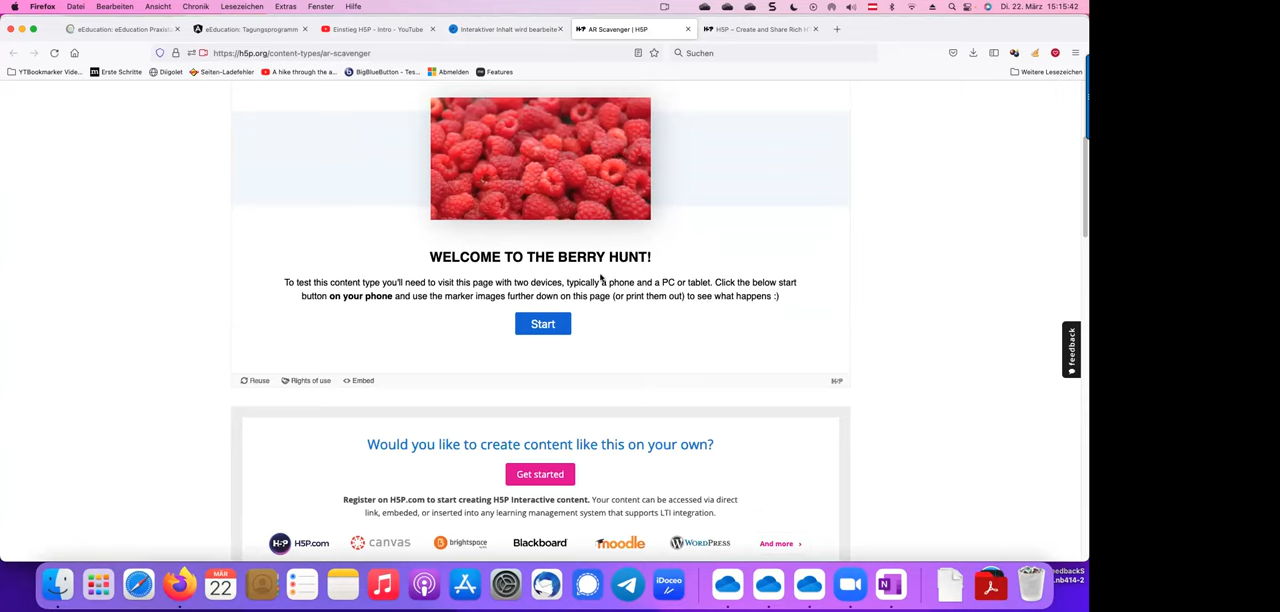 Firefox Datei Bearbeiten Ansicht Chronik Lesezeichen Extras Fenster Hilfe Di. 22. März 15:15:42
eEducation: eEducation Praxista
eEducation: Tagungsprogramm
Einstieg H5P - Intro - YouTube
Interaktiver Inhalt wird bearbeite
AR Scavenger | H5P
H5P – Create and Share Rich H
https://h5p.org/content-types/ar-scavenger
Suchen
YTBookmarker Vide...
Erste Schritte
Diigolet
Seiten-Ladefehler
A hike through the a...
BigBlueButton - Tes...
Abmelden
Features
Weitere Lesezeichen
WELCOME TO THE BERRY HUNT!
To test this content type you'll need to visit this page with two devices, typically a phone and a PC or tablet. Click the below start
button on your phone and use the marker images further down on this page (or print them out) to see what happens :)
Start
Reuse Rights of use <> Embed H5P
feedback
Would you like to create content like this on your own?
Get started
Register on H5P.com to start creating H5P Interactive content. Your content can be accessed via direct
link, embeded, or inserted into any learning management system that supports LTI integration.
H5P H5P.com canvas brightspace Blackboard moodle WordPress And more ›
MÄR
22
iDoceo
feedbackS
.nb414-2